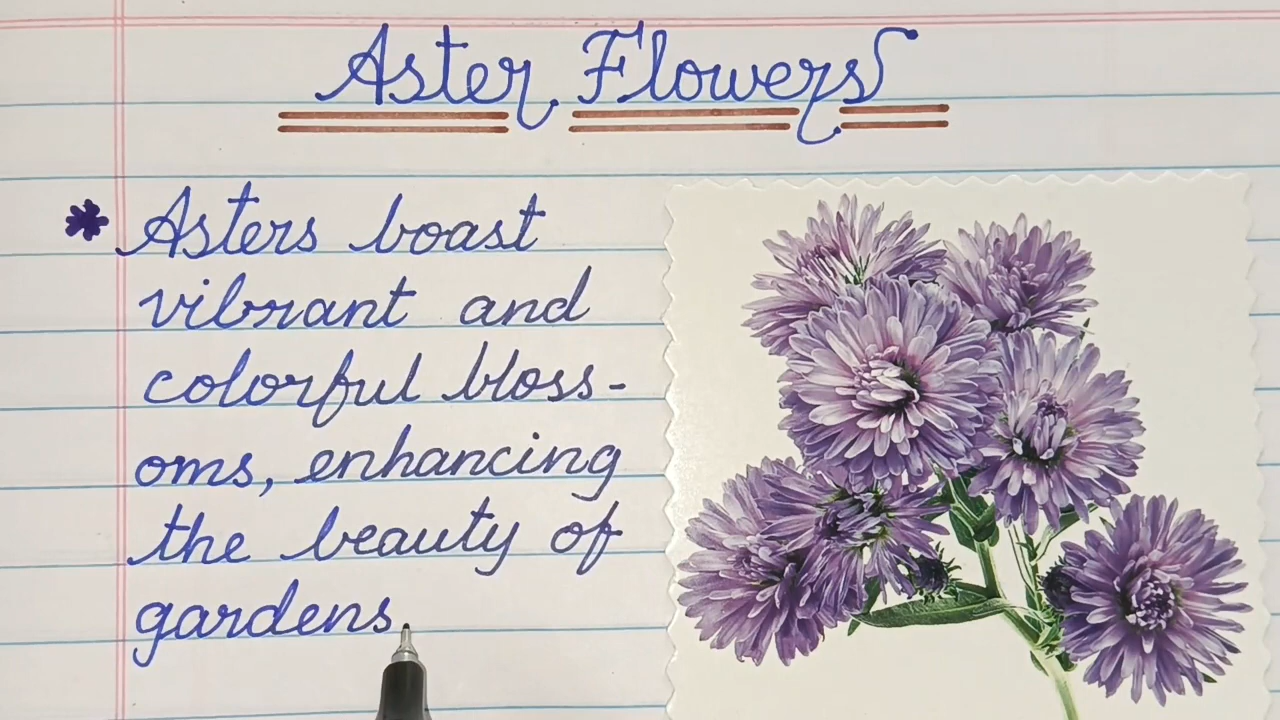 Aster Flowers
* Asters boast
vibrant and
colorful bloss-
oms, enhancing
the beauty of
gardens.